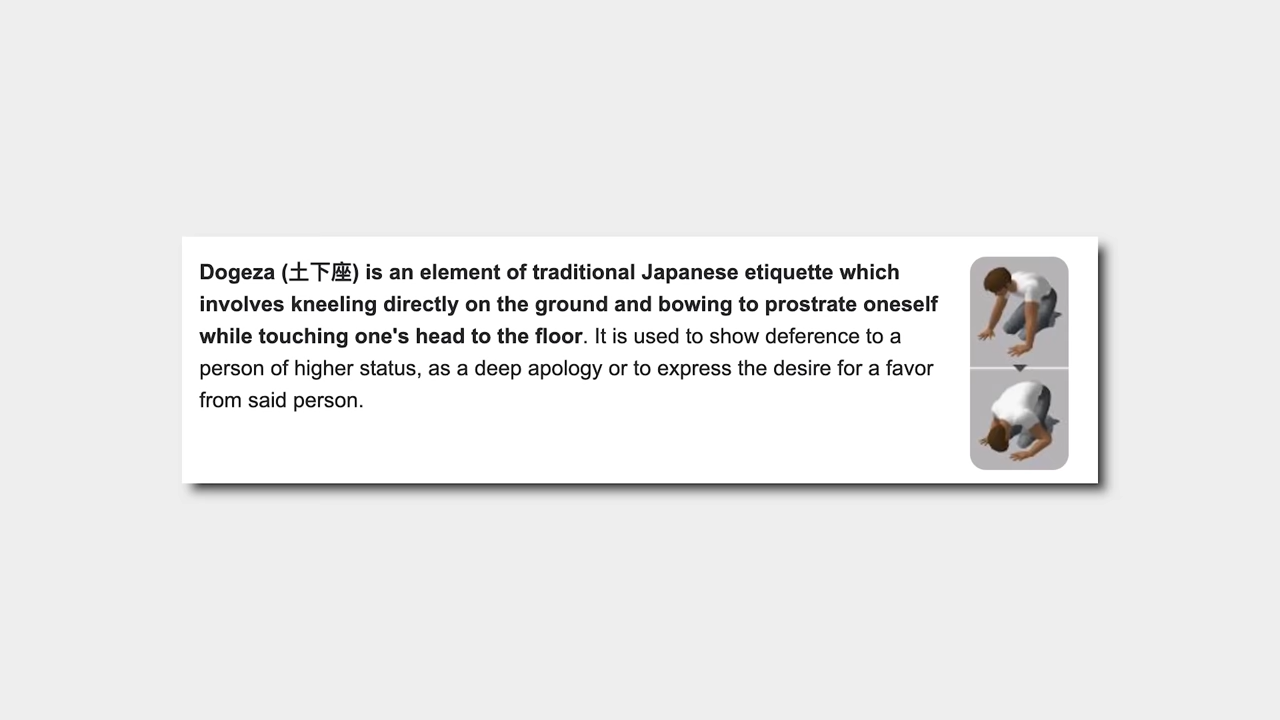 Dogeza (土下座) is an element of traditional Japanese etiquette which
involves kneeling directly on the ground and bowing to prostrate oneself
while touching one's head to the floor. It is used to show deference to a
person of higher status, as a deep apology or to express the desire for a favor
from said person.